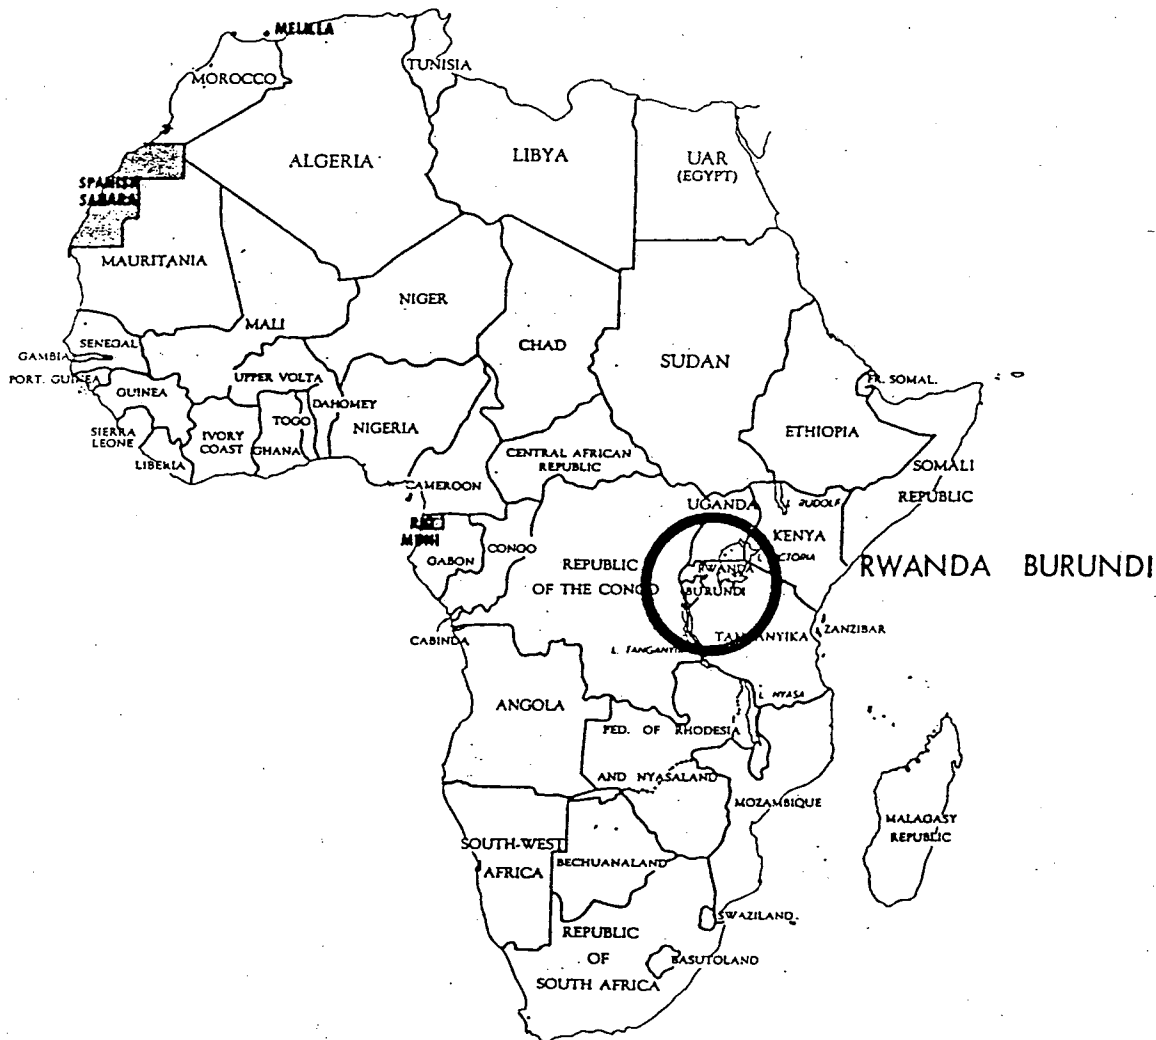 MELILLA
TUNISIA
MOROCCO
ALGERIA
LIBYA
UAR
(EGYPT)
SPANISH
SAHARA
MAURITANIA
NIGER
MALI
CHAD
SUDAN
SENEGAL
GAMBIA
PORT. GUINEA
GUINEA
UPPER VOLTA
DAHOMEY
TOGO
NIGERIA
FR. SOMAL.
SIERRA
LEONE
IVORY
COAST
GHANA
LIBERIA
ETHIOPIA
CENTRAL AFRICAN
REPUBLIC
SOMALI
REPUBLIC
CAMEROON
UGANDA
L. RUDOLF
KENYA
RIO
MUNI
GABON
CONGO
REPUBLIC
OF THE CONGO
L. VICTORIA
RWANDA
BURUNDI
RWANDA BURUNDI
CABINDA
L. TANGANYIKA
TANGANYIKA
ZANZIBAR
ANGOLA
L. NYASA
FED. OF RHODESIA
AND NYASALAND
MOZAMBIQUE
MALAGASY
REPUBLIC
SOUTH-WEST
AFRICA
BECHUANALAND
SWAZILAND
REPUBLIC
OF
SOUTH AFRICA
BASUTOLAND